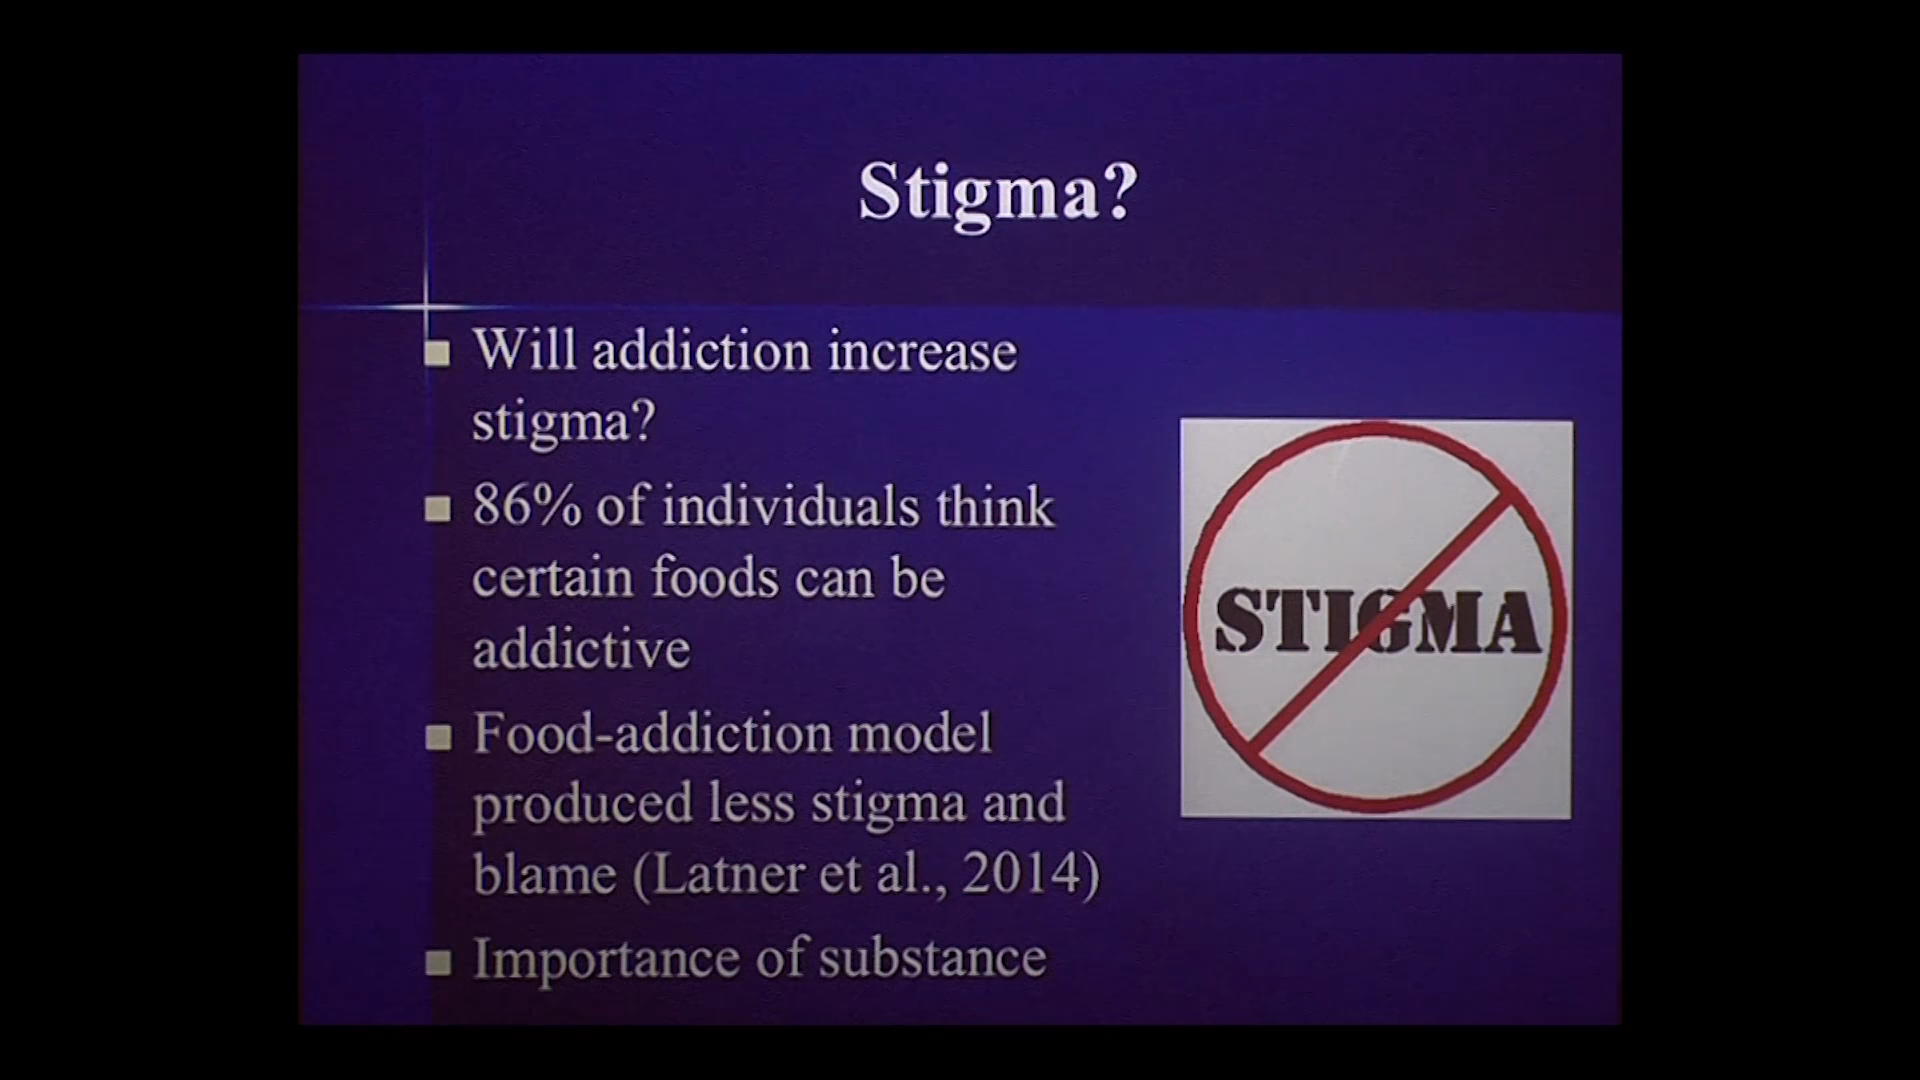 Stigma?
Will addiction increase
stigma?
86% of individuals think
certain foods can be
addictive
Food-addiction model
produced less stigma and
blame (Latner et al., 2014)
Importance of substance
STIGMA